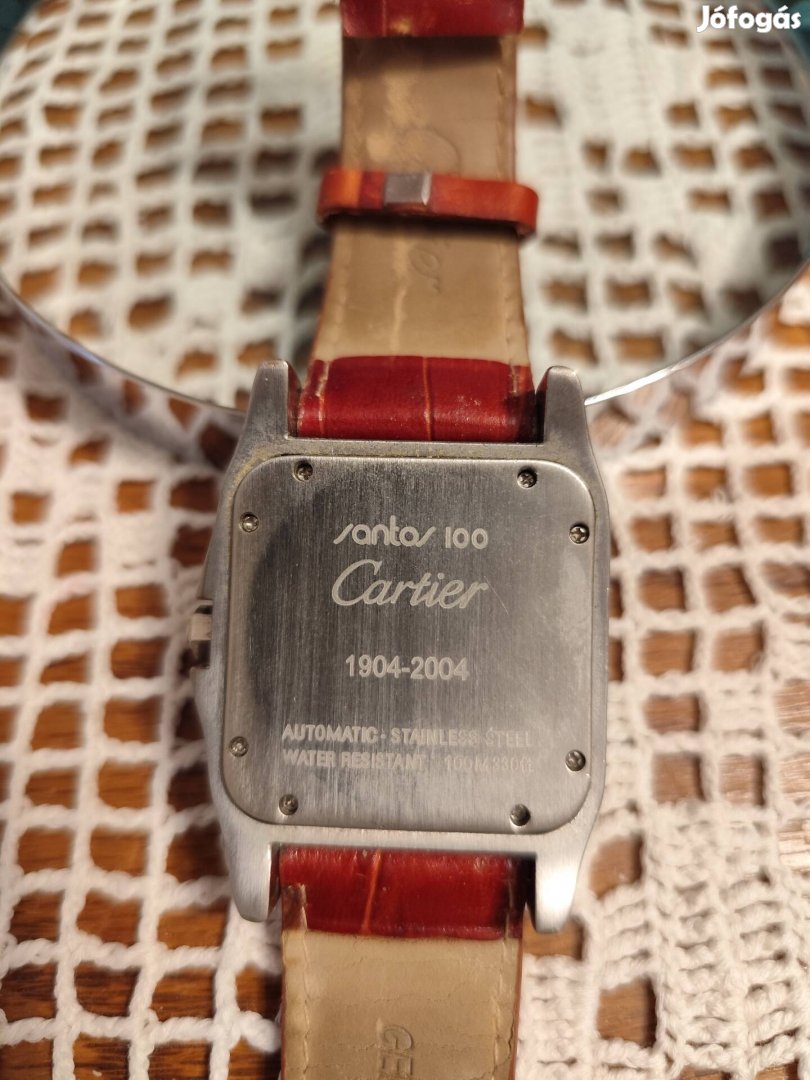 Jófogás
santos 100
Cartier
1904-2004
AUTOMATIC · STAINLESS STEEL
WATER RESISTANT